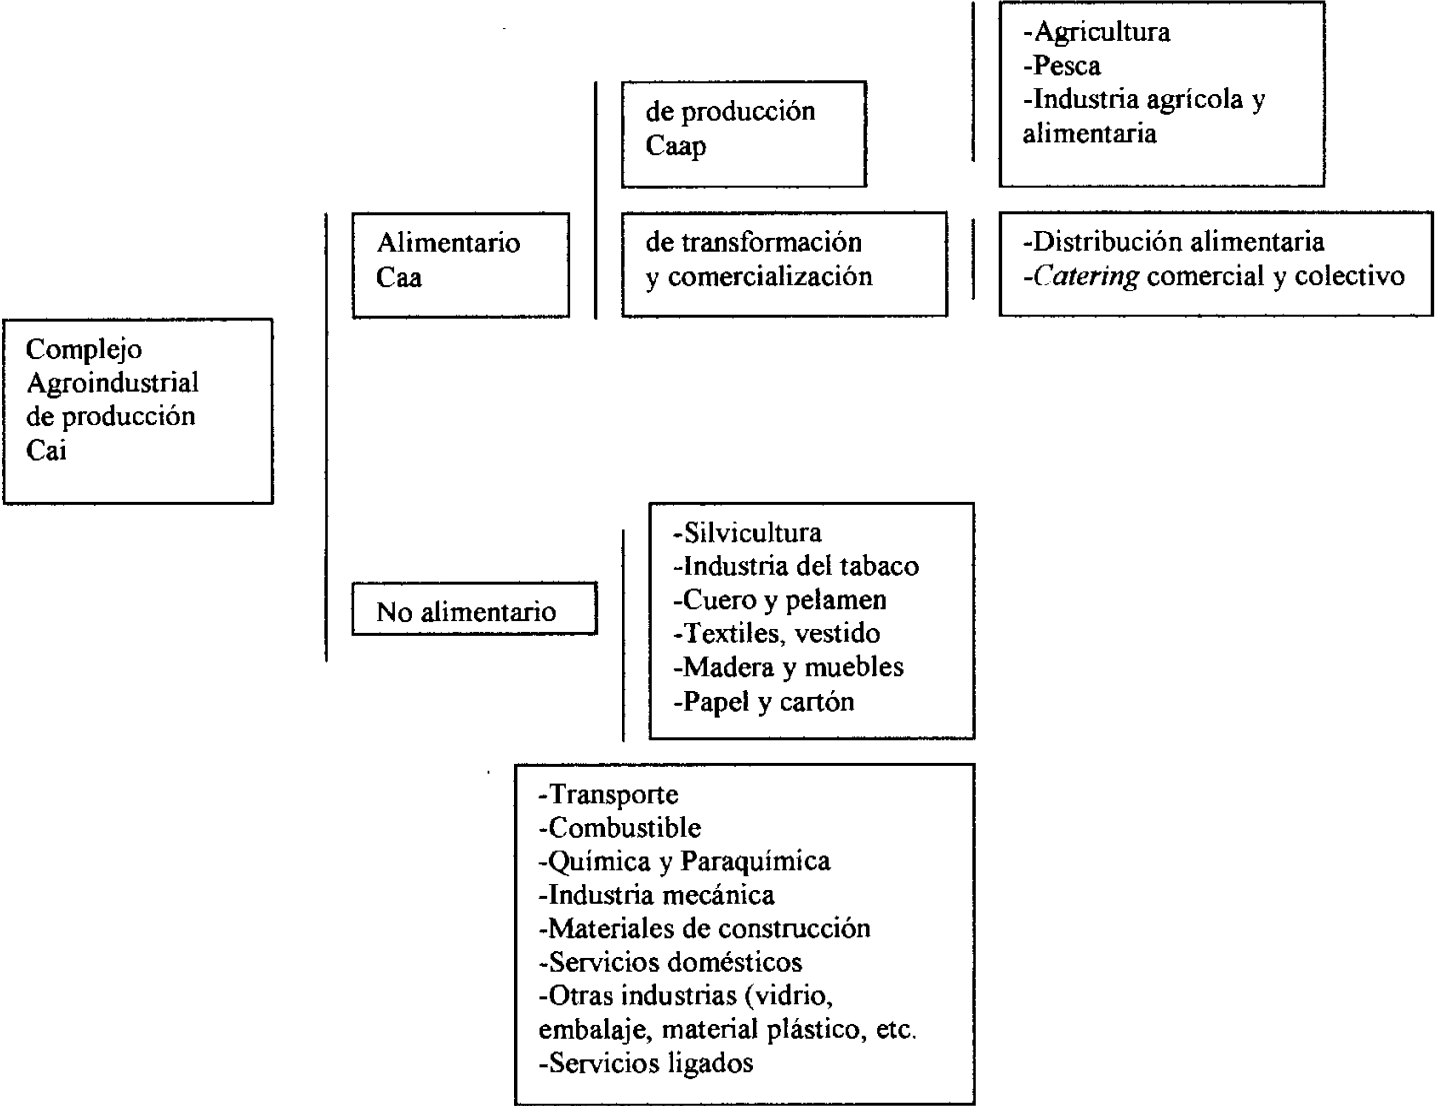 -Agricultura
-Pesca
-Industria agrícola y
alimentaria
de producción
Caap
Alimentario
Caa
de transformación
y comercialización
-Distribución alimentaria
-Catering comercial y colectivo
Complejo
Agroindustrial
de producción
Cai
No alimentario
-Silvicultura
-Industria del tabaco
-Cuero y pelamen
-Textiles, vestido
-Madera y muebles
-Papel y cartón
-Transporte
-Combustible
-Química y Paraquímica
-Industria mecánica
-Materiales de construcción
-Servicios domésticos
-Otras industrias (vidrio,
embalaje, material plástico, etc.
-Servicios ligados